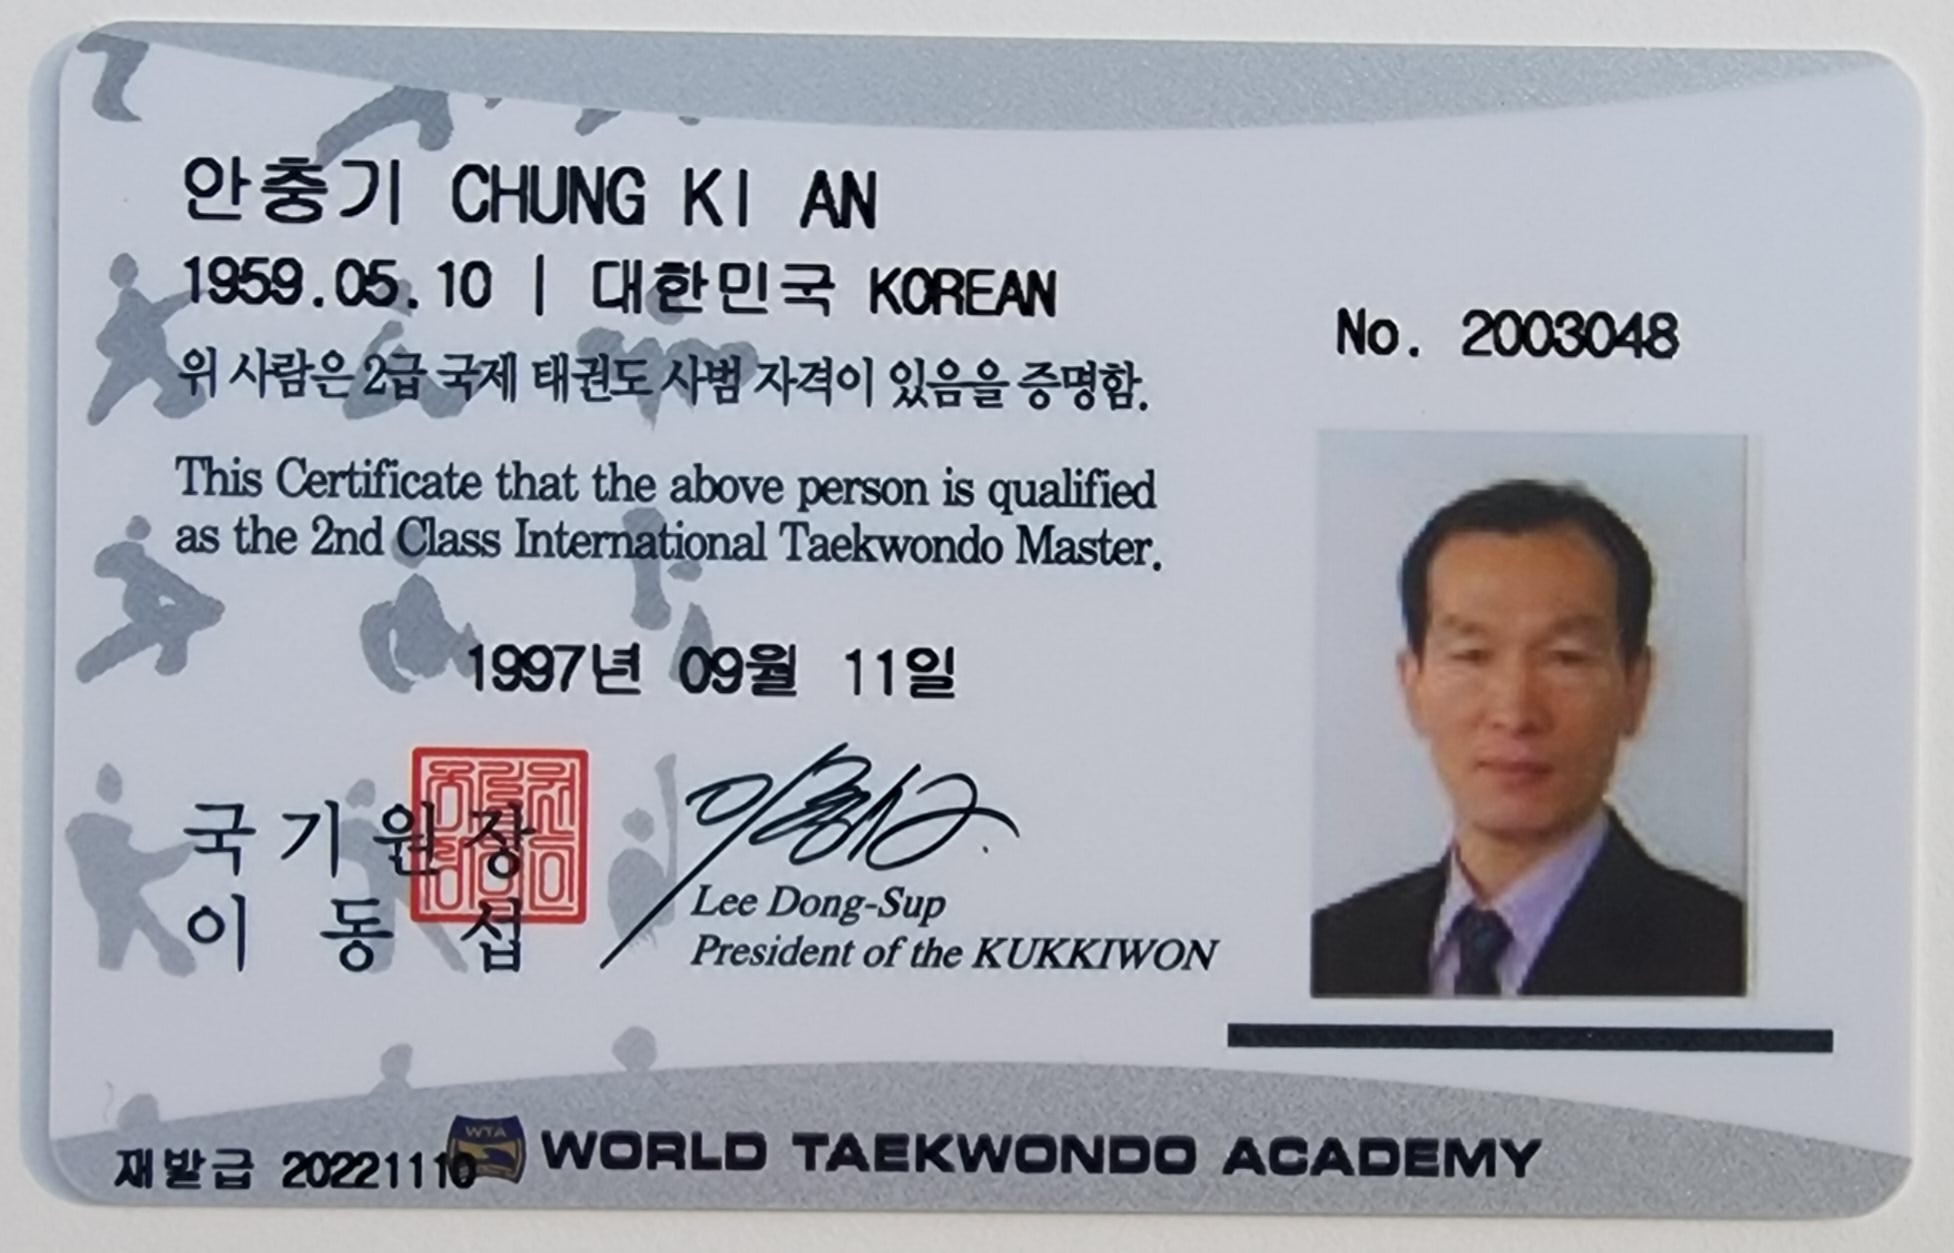 안충기 CHUNG KI AN
1959.05.10 | 대한민국 KOREAN
No. 2003048
위 사람은 2급 국제 태권도 사범 자격이 있음을 증명함.
This Certificate that the above person is qualified
as the 2nd Class International Taekwondo Master.
1997년 09월 11일
국기원장
이동섭
Lee Dong-Sup
President of the KUKKIWON
재발급 20221110
WTA
WORLD TAEKWONDO ACADEMY